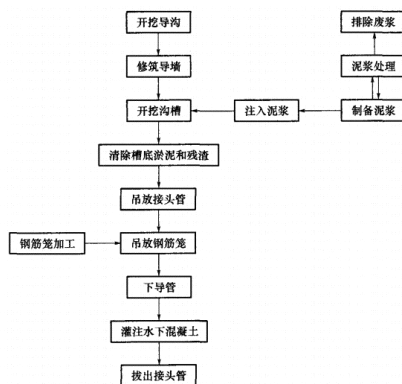 开挖导沟
排除废浆
修筑导墙
泥浆处理
开挖沟槽
注入泥浆
制备泥浆
清除槽底淤泥和残渣
吊放接头管
钢筋笼加工
吊放钢筋笼
下导管
灌注水下混凝土
拔出接头管